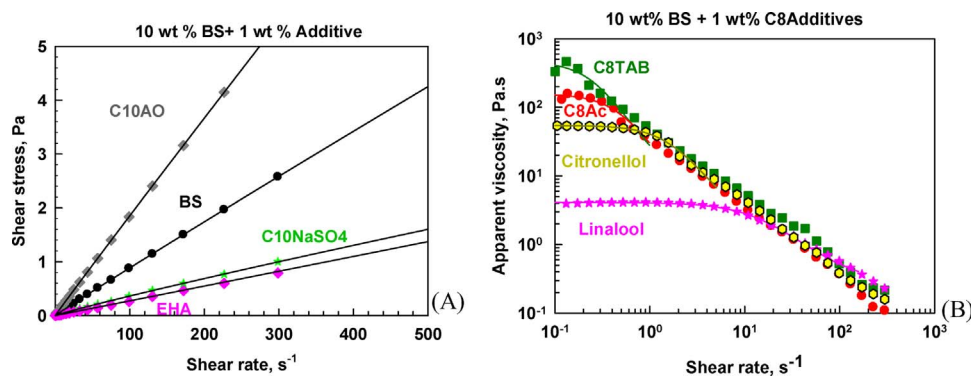 10 wt % BS+ 1 wt % Additive
5
4
3
2
1
0
Shear stress, Pa
C10AO
BS
C10NaSO4
EHA
100
200
300
400
500
Shear rate, s-1
(A)
10 wt% BS + 1 wt% C8Additives
10³
10²
10¹
10⁰
10-1
Apparent viscosity, Pa.s
C8TAB
C8Ac
Citronellol
Linalool
10-1
10⁰
10¹
10²
10³
Shear rate, s-1
(B)